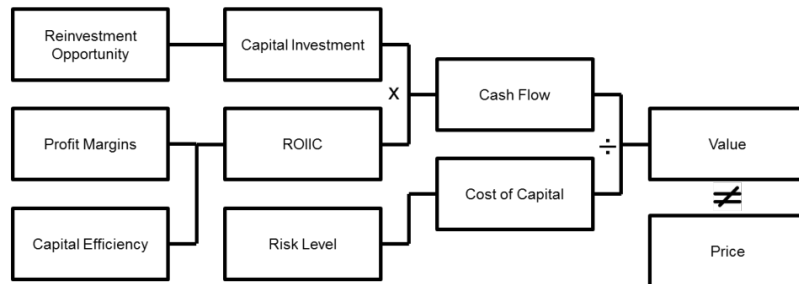 Reinvestment
Opportunity
Capital Investment
x
Cash Flow
Profit Margins
ROIIC
÷
Value
Cost of Capital
≠
Capital Efficiency
Risk Level
Price